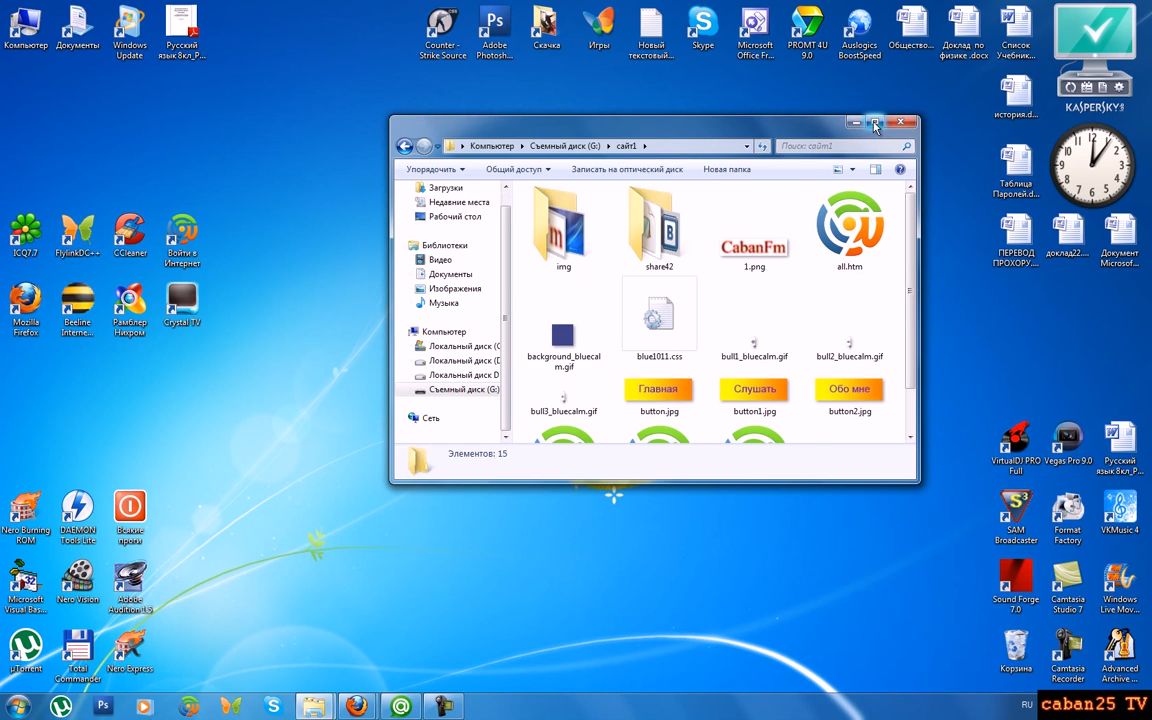 Компьютер
Документы
Windows
Update
Русский
язык 8кл_Р...
Counter -
Strike Source
Adobe
Photosh...
Скачка
Игры
Новый
текстовый...
Skype
Microsoft
Office Fr...
PROMT 4U
9.0
Auslogics
BoostSpeed
Общество...
Доклад по
физике .docx
Список
Учебник...
KASPERSKY
история.d...
Таблица
Паролей.d...
ПЕРЕВОД
ПРОХОРУ....
доклад22....
Документ
Microsof...
Компьютер
Съемный диск (G:)
сайт1
Поиск: сайт1
Упорядочить
Общий доступ
Записать на оптический диск
Новая папка
Загрузки
Недавние места
Рабочий стол
Библиотеки
Видео
Документы
Изображения
Музыка
Компьютер
Локальный диск (C
Локальный диск (D
Локальный диск D
Съемный диск (G:)
Сеть
img
share42
CabanFm
1.png
all.htm
background_bluecal
m.gif
blue1011.css
bull1_bluecalm.gif
bull2_bluecalm.gif
bull3_bluecalm.gif
Главная
button.jpg
Слушать
button1.jpg
Обо мне
button2.jpg
Элементов: 15
ICQ7.7
FlylinkDC++
CCleaner
Войти в
Интернет
Mozilla
Firefox
Beeline
Interne...
Рамблер
Нихром
Crystal TV
Nero Burning
ROM
DAEMON
Tools Lite
Всякие
проги
Microsoft
Visual Bas...
Nero Vision
Adobe
Audition 1.5
µTorrent
Total
Commander
Nero Express
VirtualDJ PRO
Full
Vegas Pro 9.0
Русский
язык 8кл_Р...
SAM
Broadcaster
Format
Factory
VKMusic 4
Sound Forge
7.0
Camtasia
Studio 7
Windows
Live Mov...
Корзина
Camtasia
Recorder
Advanced
Archive ...
RU
caban25 TV